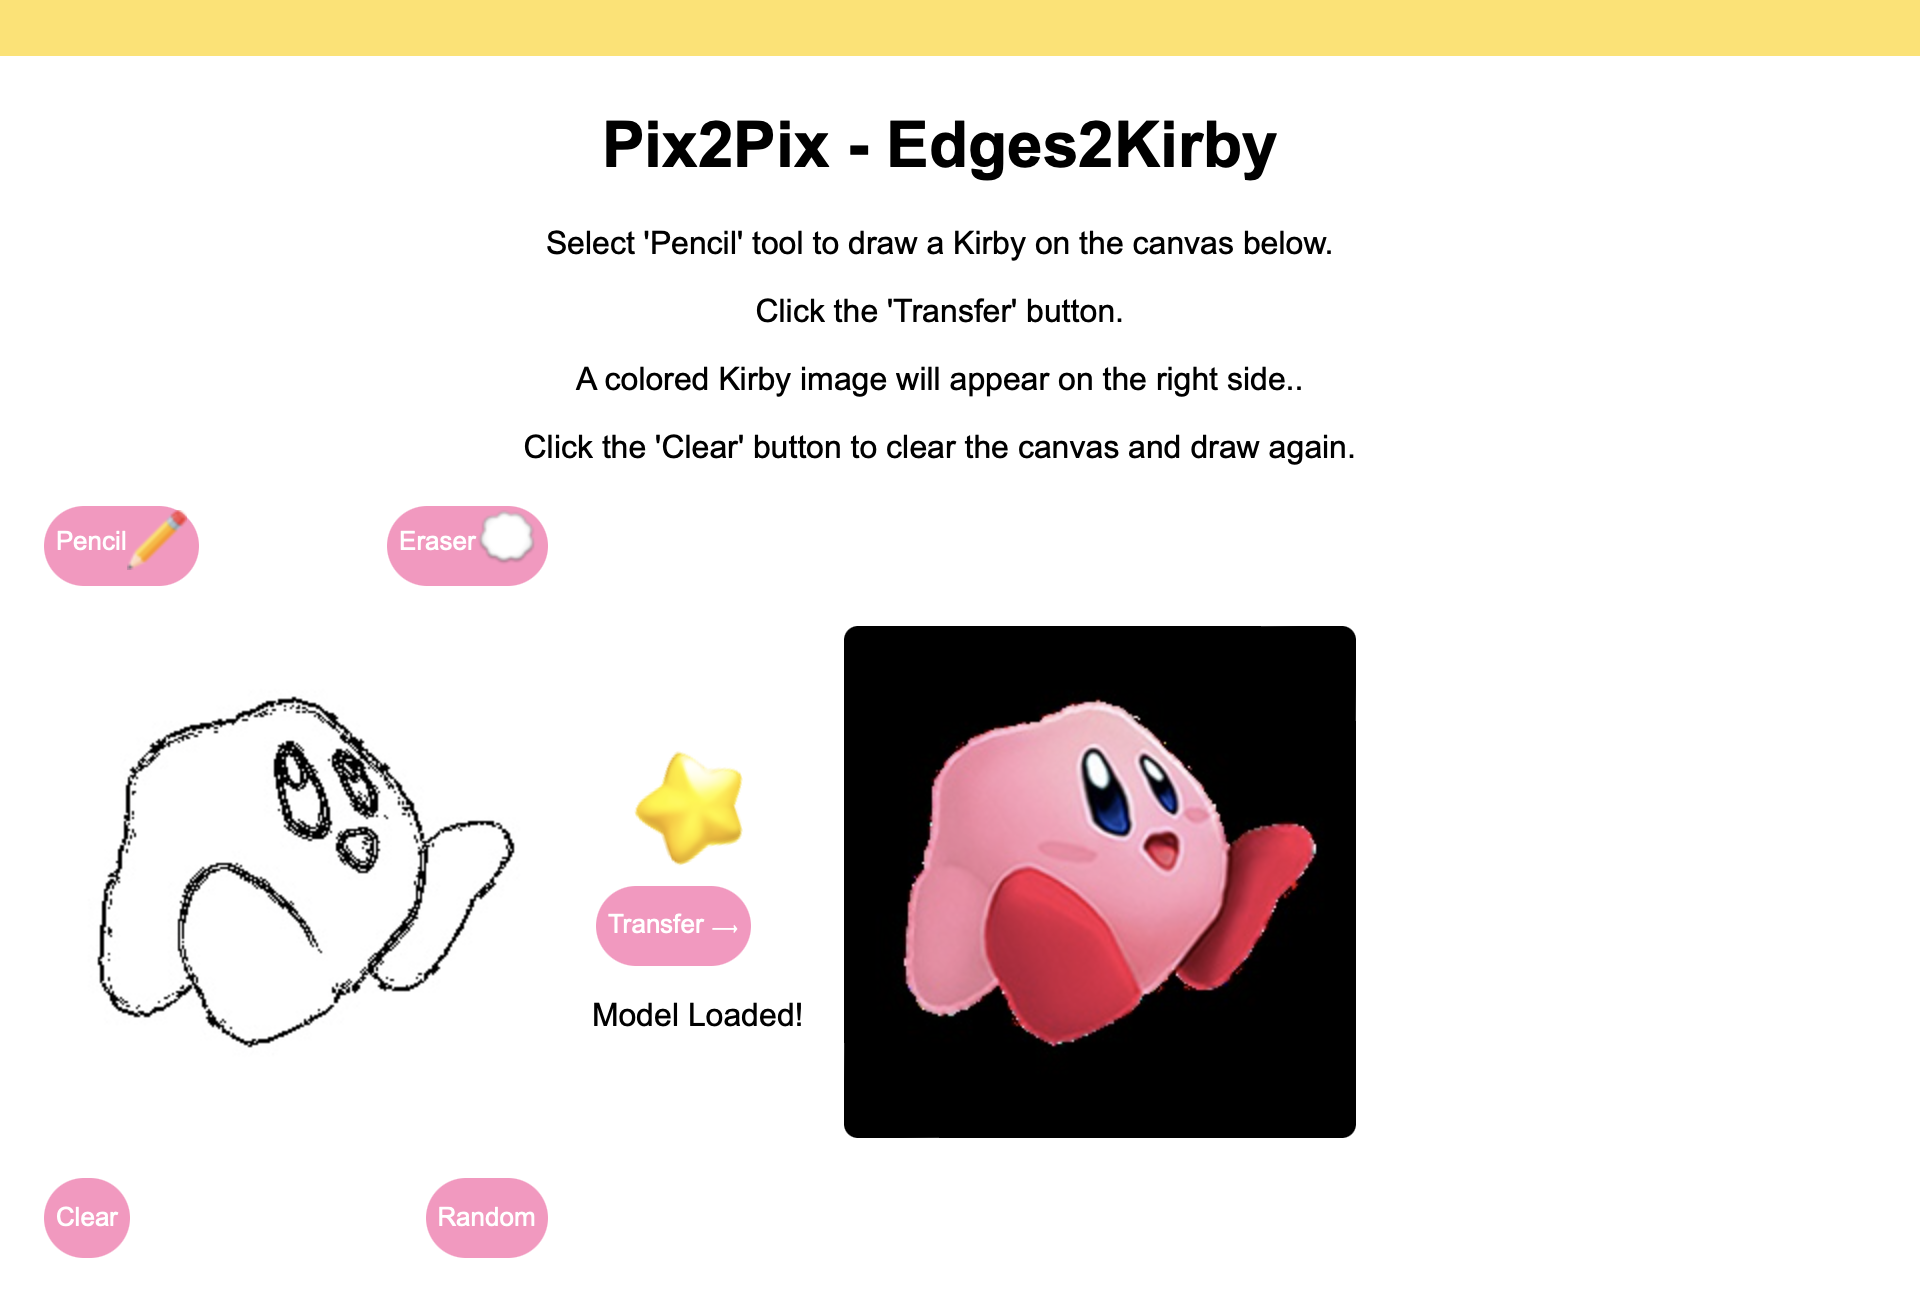 Pix2Pix - Edges2Kirby
Select 'Pencil' tool to draw a Kirby on the canvas below.
Click the 'Transfer' button.
A colored Kirby image will appear on the right side..
Click the 'Clear' button to clear the canvas and draw again.
Pencil
Eraser
Transfer →
Model Loaded!
Clear
Random